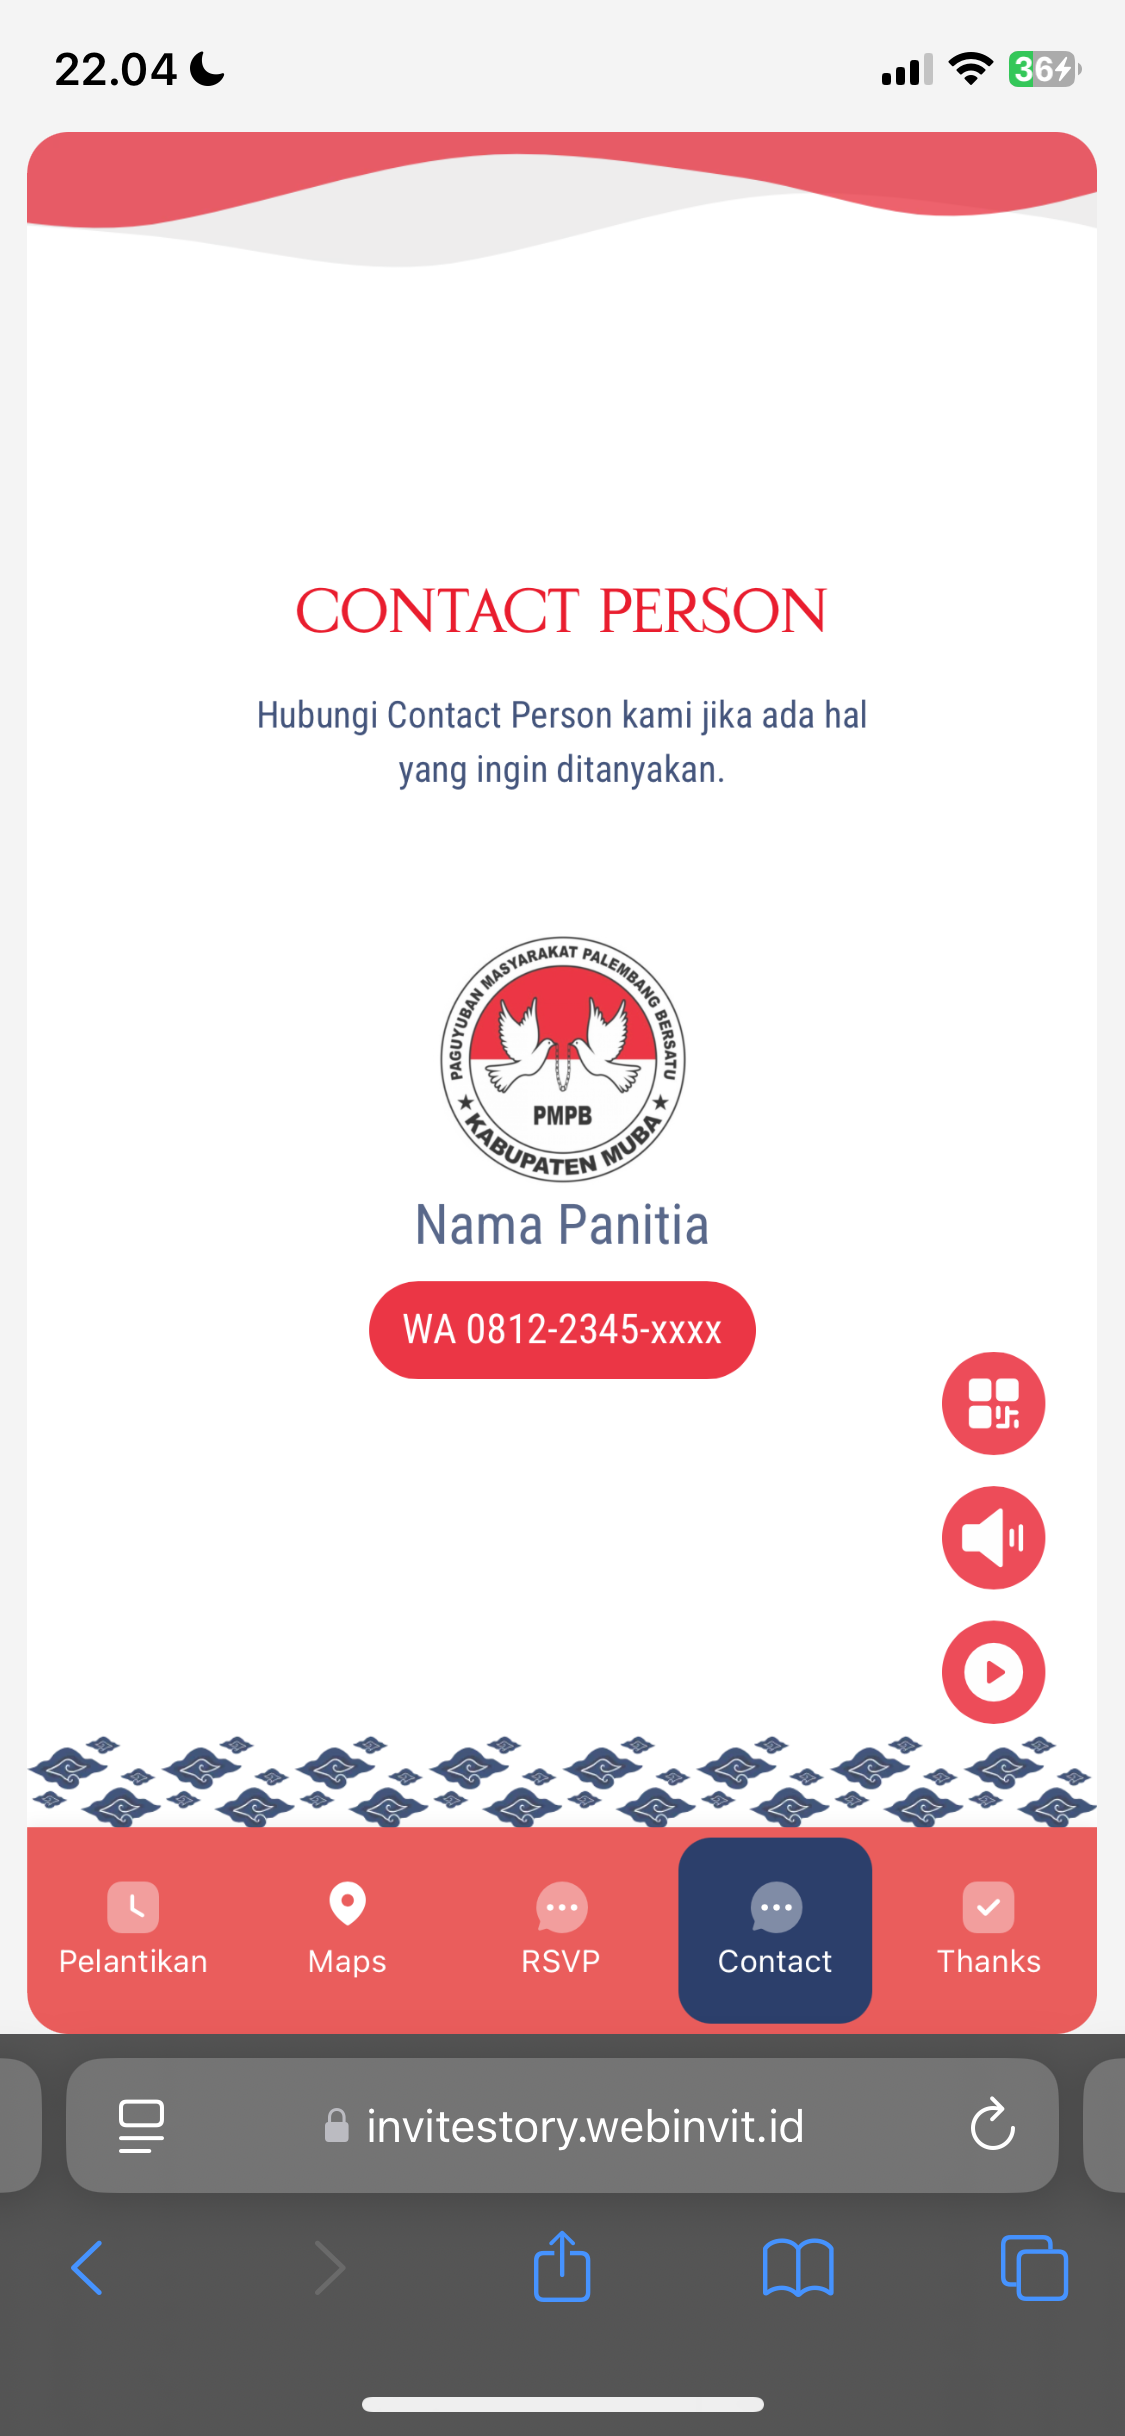 22.04
36
CONTACT PERSON
Hubungi Contact Person kami jika ada hal
yang ingin ditanyakan.
PAGUYUBAN MASYARAKAT PALEMBANG BERSATU
PMPB
★ KABUPATEN MUBA ★
Nama Panitia
WA 0812-2345-xxxx
Pelantikan
Maps
RSVP
Contact
Thanks
invitestory.webinvit.id